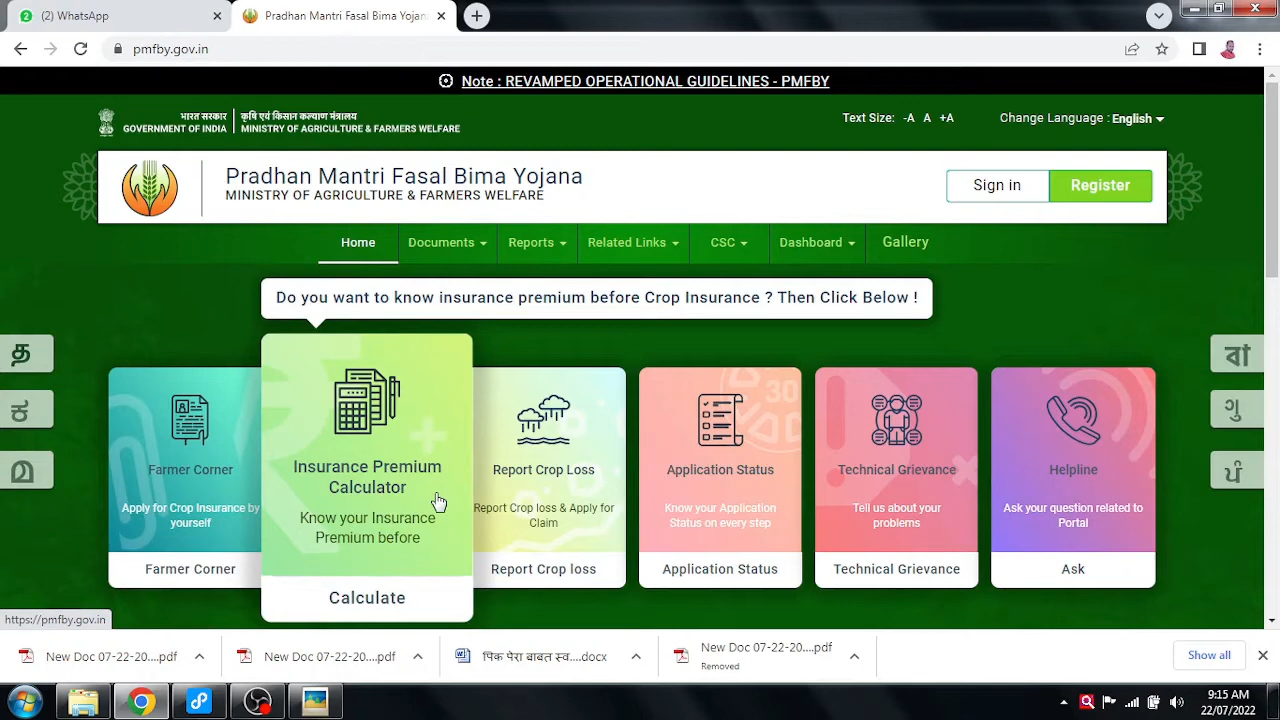 2
WhatsApp
Pradhan Mantri Fasal Bima Yojana
pmfby.gov.in
Note : REVAMPED OPERATIONAL GUIDELINES - PMFBY
भारत सरकार
GOVERNMENT OF INDIA
कृषि एवं किसान कल्याण मंत्रालय
MINISTRY OF AGRICULTURE & FARMERS WELFARE
Text Size: -A A +A
Change Language : English
Pradhan Mantri Fasal Bima Yojana
MINISTRY OF AGRICULTURE & FARMERS WELFARE
Sign in
Register
Home
Documents
Reports
Related Links
CSC
Dashboard
Gallery
Do you want to know insurance premium before Crop Insurance ? Then Click Below !
த
ಕ
മ
বা
ગુ
ਪੰ
Farmer Corner
Apply for Crop Insurance by
yourself
Farmer Corner
Insurance Premium
Calculator
Know your Insurance
Premium before
Calculate
Report Crop Loss
Report Crop loss & Apply for
Claim
Report Crop loss
30
Application Status
Know your Application
Status on every step
Application Status
Technical Grievance
Tell us about your
problems
Technical Grievance
Helpline
Ask your question related to
Portal
Ask
https://pmfby.gov.in
New Doc 07-22-20....pdf
New Doc 07-22-20....pdf
पिक पेरा बाबत स्व....docx
New Doc 07-22-20....pdf
Removed
Show all
9:15 AM
22/07/2022